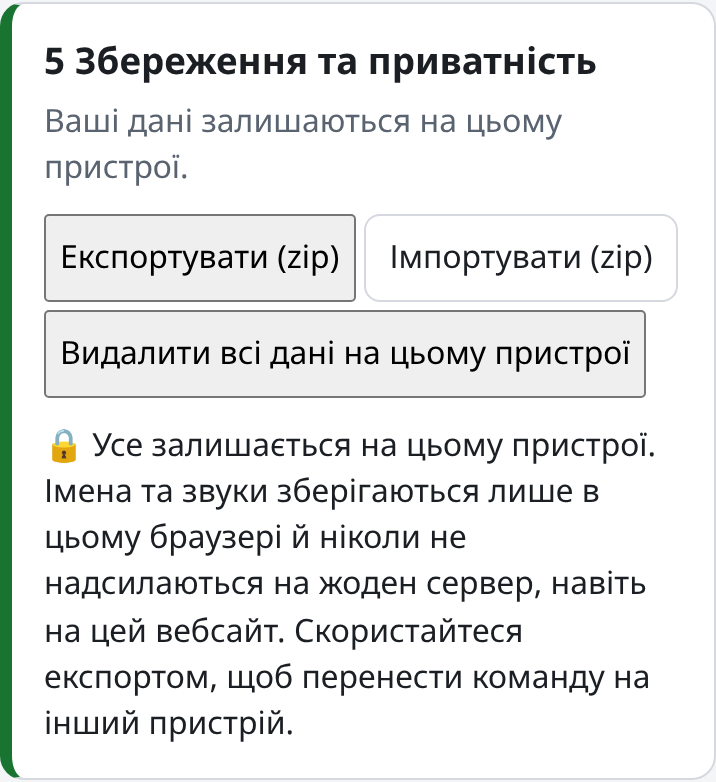 5 Збереження та приватність
Ваші дані залишаються на цьому
пристрої.
Експортувати (zip)
Імпортувати (zip)
Видалити всі дані на цьому пристрої
🔒 Усе залишається на цьому пристрої.
Імена та звуки зберігаються лише в
цьому браузері й ніколи не
надсилаються на жоден сервер, навіть
на цей вебсайт. Скористайтеся
експортом, щоб перенести команду на
інший пристрій.